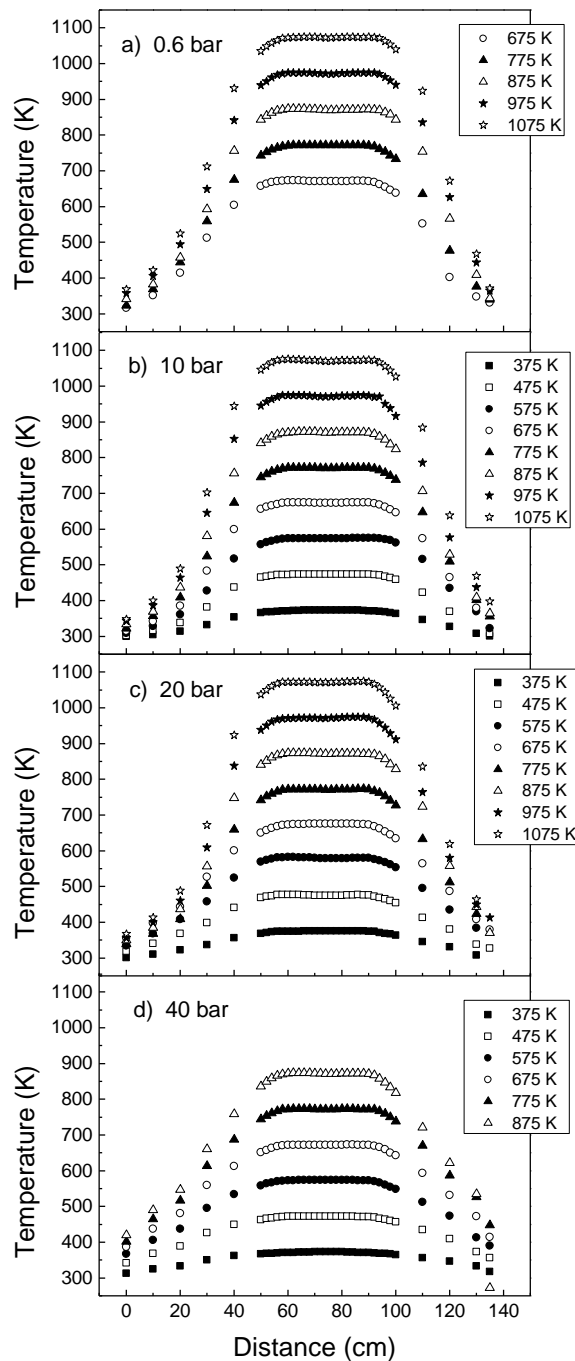 a) 0.6 bar
675 K
775 K
875 K
975 K
1075 K
1100
1000
900
800
700
600
500
400
300
Temperature (K)
b) 10 bar
375 K
475 K
575 K
675 K
775 K
875 K
975 K
1075 K
1100
1000
900
800
700
600
500
400
300
Temperature (K)
c) 20 bar
375 K
475 K
575 K
675 K
775 K
875 K
975 K
1075 K
1100
1000
900
800
700
600
500
400
300
Temperature (K)
d) 40 bar
375 K
475 K
575 K
675 K
775 K
875 K
1100
1000
900
800
700
600
500
400
300
Temperature (K)
0 20 40 60 80 100 120 140
Distance (cm)